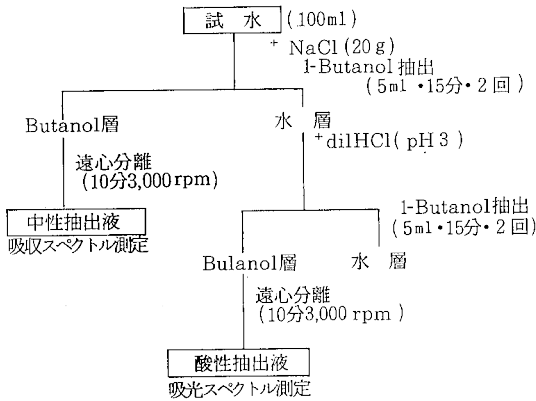 試水 (100ml)
+ NaCl (20g)
1-Butanol 抽出
(5ml・15分・2回)
Butanol層
水層
+dilHCl( pH 3 )
遠心分離
(10分3,000rpm)
中性抽出液
吸収スペクトル測定
1-Butanol抽出
(5ml・15分・2回)
Bulanol層
水層
遠心分離
(10分3,000 rpm )
酸性抽出液
吸光スペクトル測定